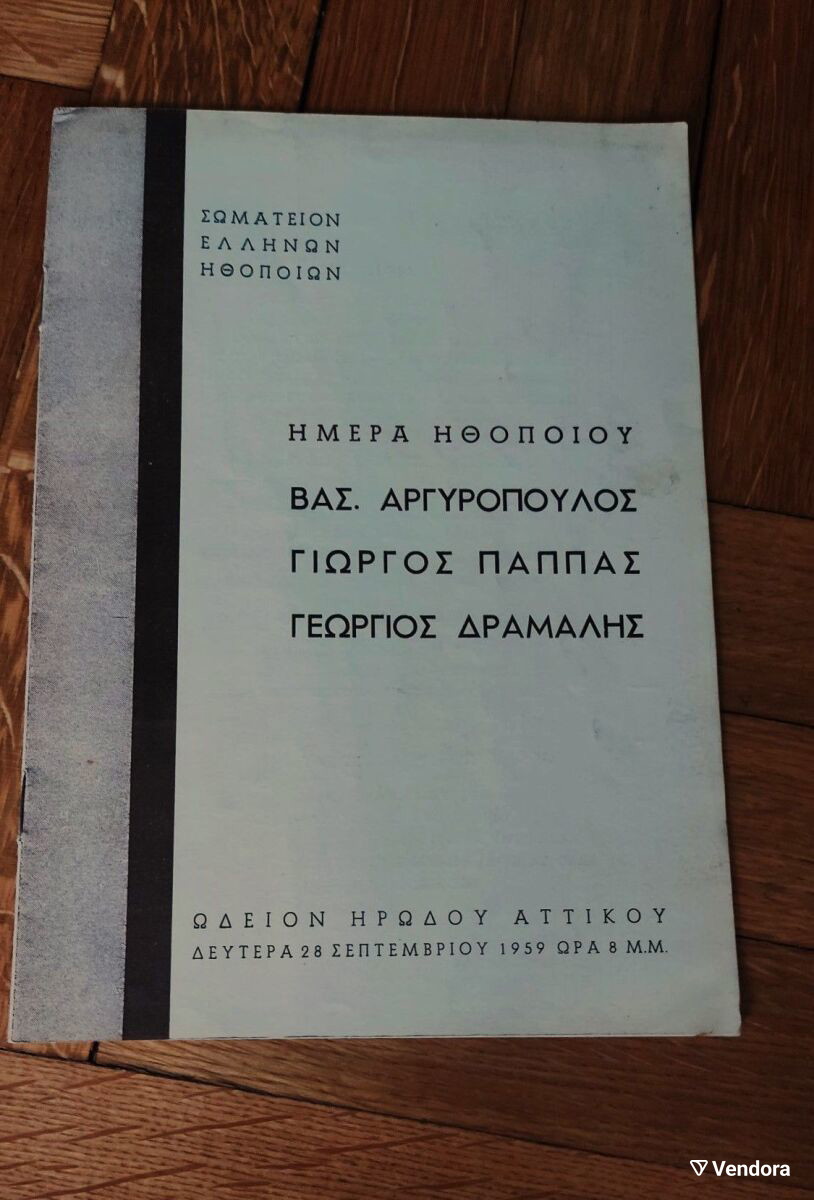 ΣΩΜΑΤΕΙΟΝ
ΕΛΛΗΝΩΝ
ΗΘΟΠΟΙΩΝ
ΗΜΕΡΑ ΗΘΟΠΟΙΟΥ
ΒΑΣ. ΑΡΓΥΡΟΠΟΥΛΟΣ
ΓΙΩΡΓΟΣ ΠΑΠΠΑΣ
ΓΕΩΡΓΙΟΣ ΔΡΑΜΑΛΗΣ
ΩΔΕΙΟΝ ΗΡΩΔΟΥ ΑΤΤΙΚΟΥ
ΔΕΥΤΕΡΑ 28 ΣΕΠΤΕΜΒΡΙΟΥ 1959 ΩΡΑ 8 Μ.Μ.
Vendora